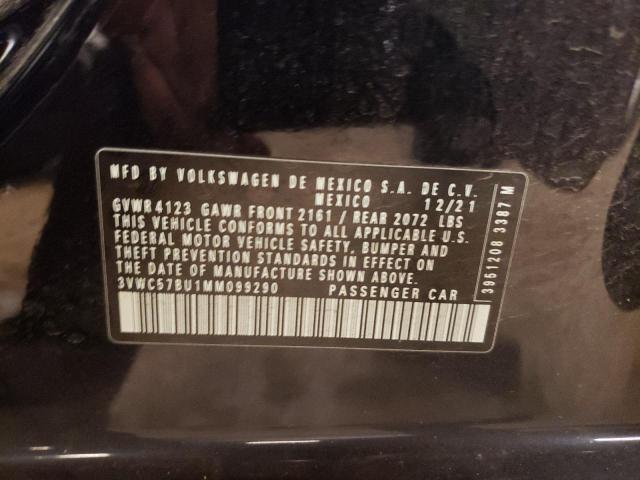 MFD BY VOLKSWAGEN DE MEXICO S.A. DE C.V.
MEXICO 12/21
GVWR 4123 GAWR FRONT 2161 / REAR 2072 LBS
THIS VEHICLE CONFORMS TO ALL APPLICABLE U.S.
FEDERAL MOTOR VEHICLE SAFETY, BUMPER AND
THEFT PREVENTION STANDARDS IN EFFECT ON
THE DATE OF MANUFACTURE SHOWN ABOVE.
3VWC57BU1MM099290 PASSENGER CAR
3951208 3387 M